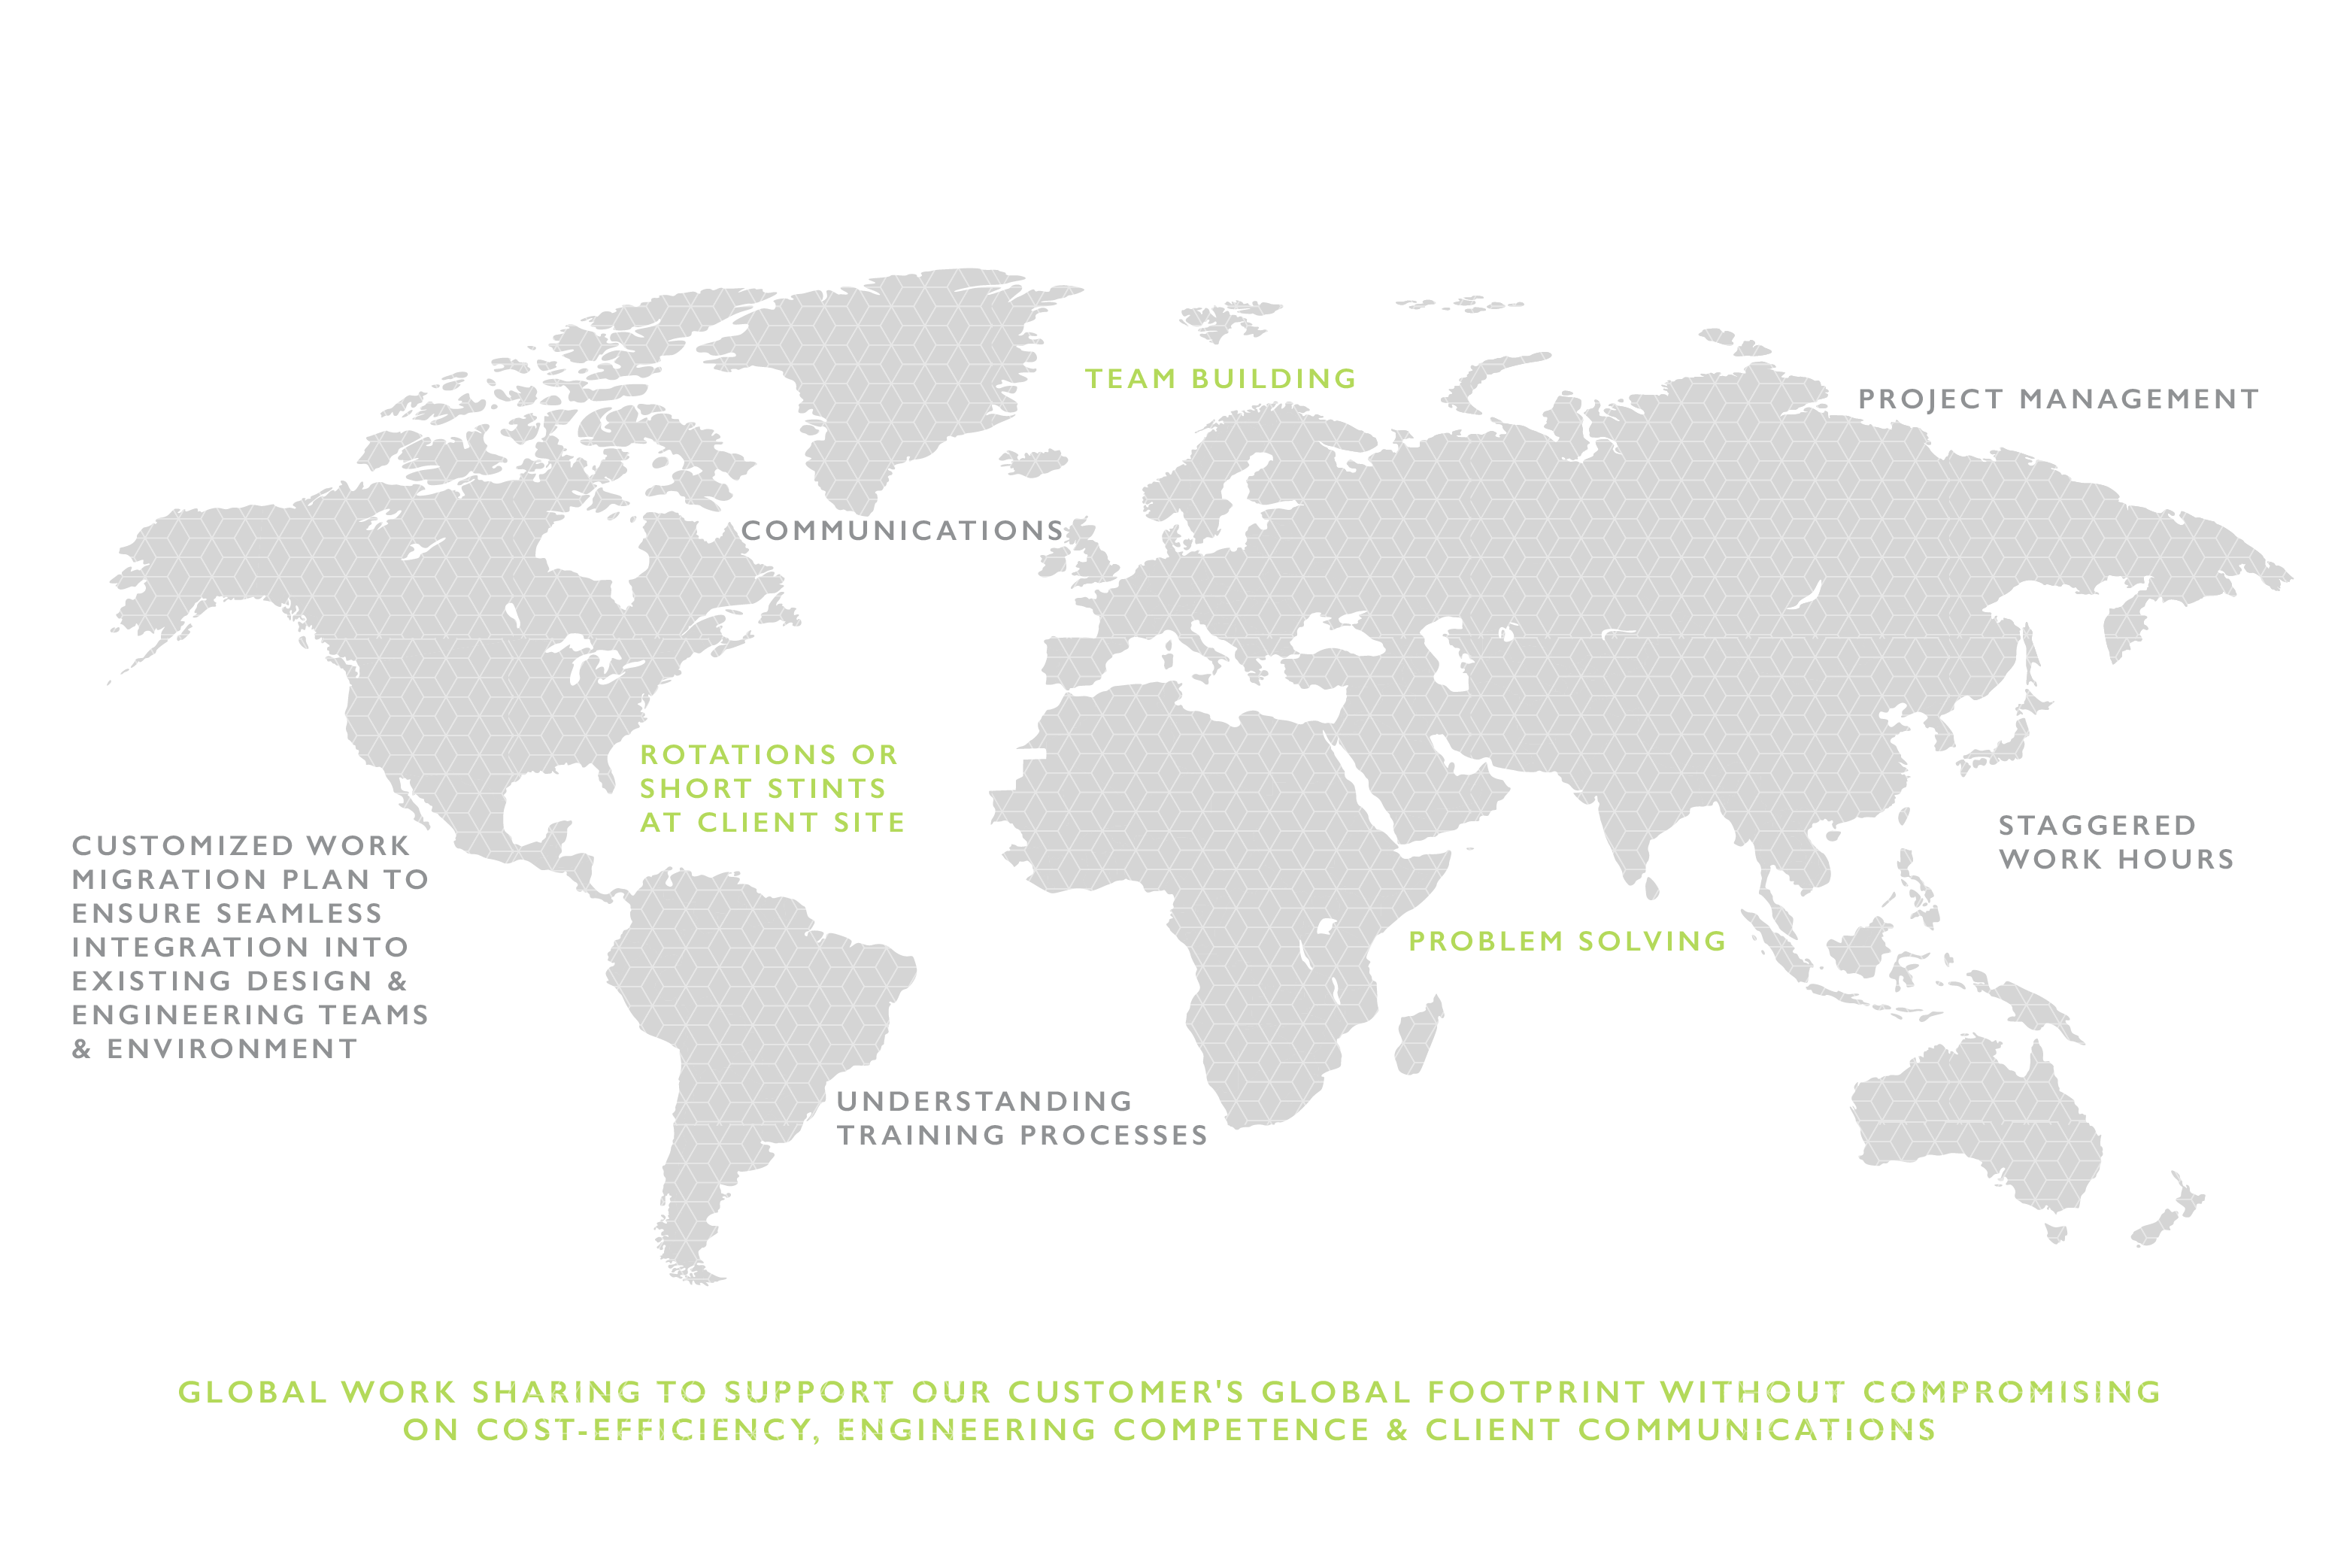 TEAM BUILDING
PROJECT MANAGEMENT
COMMUNICATIONS
ROTATIONS OR
SHORT STINTS
AT CLIENT SITE
CUSTOMIZED WORK
MIGRATION PLAN TO
ENSURE SEAMLESS
INTEGRATION INTO
EXISTING DESIGN &
ENGINEERING TEAMS
& ENVIRONMENT
STAGGERED
WORK HOURS
PROBLEM SOLVING
UNDERSTANDING
TRAINING PROCESSES
GLOBAL WORK SHARING TO SUPPORT OUR CUSTOMER'S GLOBAL FOOTPRINT WITHOUT COMPROMISING
ON COST-EFFICIENCY, ENGINEERING COMPETENCE & CLIENT COMMUNICATIONS